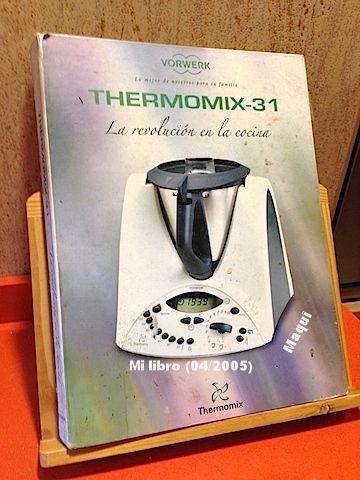 VORWERK
Lo mejor de nosotros para su familia
THERMOMIX-31
La revolución en la cocina
Maqui
Mi libro (04/2005)
Thermomix